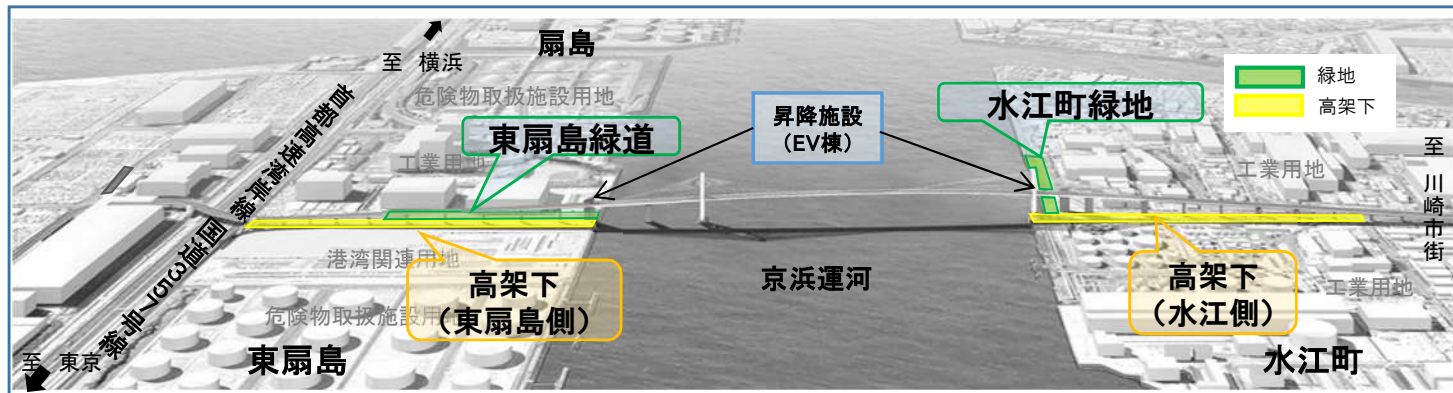 扇島
至 横浜
危険物取扱施設用地
首都高速湾岸線
国道357号線
東扇島緑道
工業用地
昇降施設
(EV棟)
水江町緑地
緑地
高架下
工業用地
至 川崎市街
港湾関連用地
高架下
(東扇島側)
京浜運河
高架下
(水江側)
工業用地
危険物取扱施設用
至 東京
東扇島
水江町